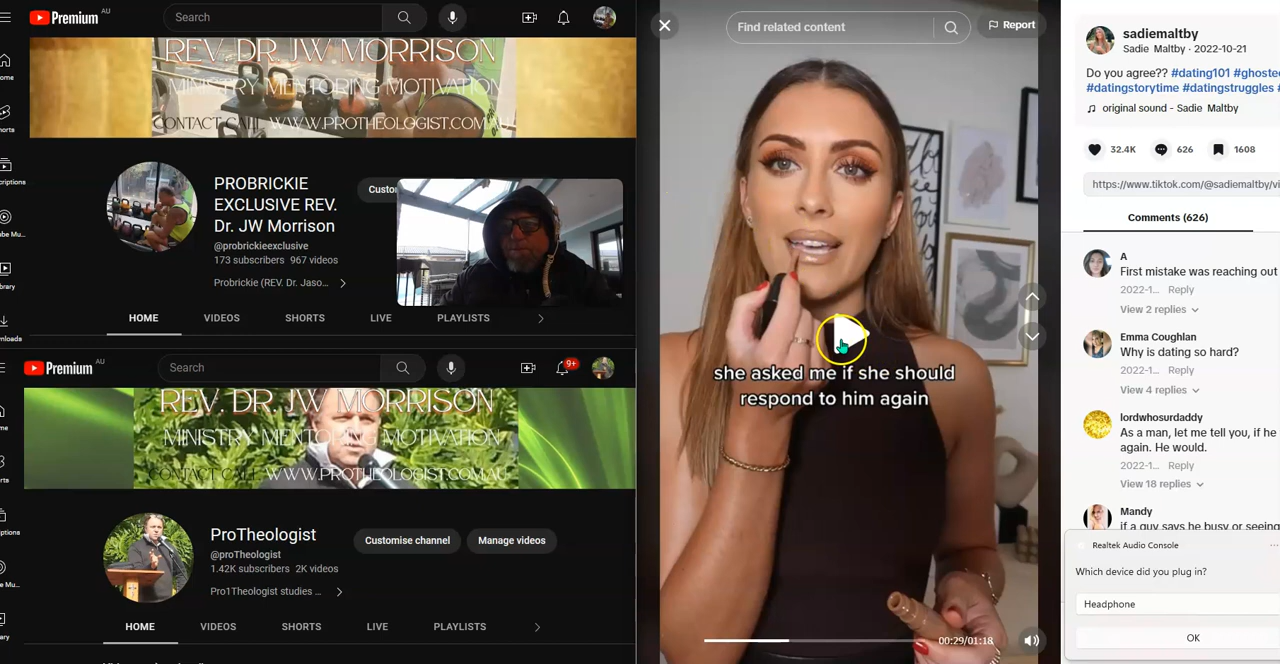 Premium AU
Search
REV. DR. JW MORRISON
MINISTRY MENTORING MOTIVATION
CONTACT CALL WWW.PROTHEOLOGIST.COM.AU
PROBRICKIE
EXCLUSIVE REV.
Dr. JW Morrison
@probrickieexclusive
173 subscribers 967 videos
Probrickie (REV. Dr. Jaso...
HOME VIDEOS SHORTS LIVE PLAYLISTS
Premium AU
Search
9+
REV. DR. JW MORRISON
MINISTRY MENTORING MOTIVATION
CONTACT CALL WWW.PROTHEOLOGIST.COM.AU
ProTheologist
@proTheologist
1.42K subscribers 2K videos
Pro1Theologist studies ...
Customise channel
Manage videos
HOME VIDEOS SHORTS LIVE PLAYLISTS
Find related content
Report
she asked me if she should
respond to him again
00:29/01:18
sadiemaltby
Sadie Maltby · 2022-10-21
Do you agree?? #dating101 #ghoste
#datingstorytime #datingstruggles #
original sound - Sadie Maltby
32.4K 626 1608
https://www.tiktok.com/@sadiemaltby/vi
Comments (626)
A
First mistake was reaching out
2022-1... Reply
View 2 replies
Emma Coughlan
Why is dating so hard?
2022-1... Reply
View 4 replies
lordwhosurdaddy
As a man, let me tell you, if he
again. He would.
2022-1... Reply
View 18 replies
Mandy
if a guy says he busy or seeing
Realtek Audio Console
Which device did you plug in?
Headphone
OK